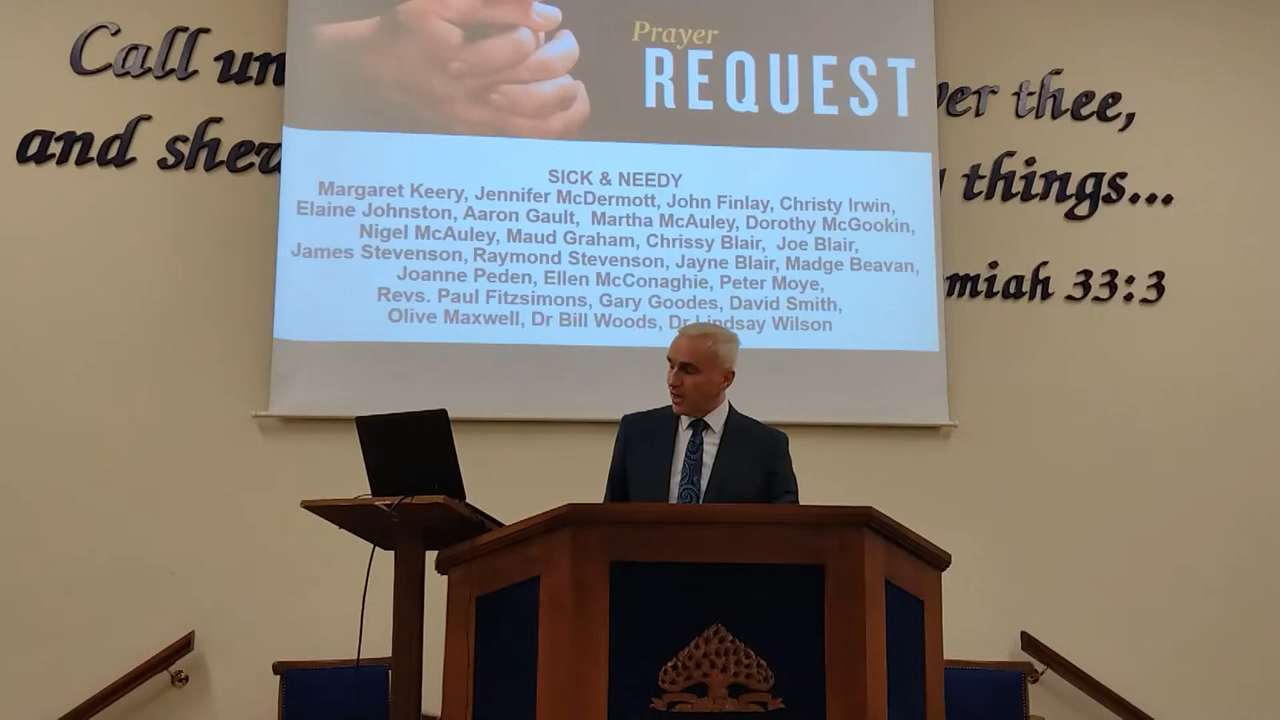 Call un
and shew
ver thee,
things...
miah 33:3
Prayer
REQUEST
SICK & NEEDY
Margaret Keery, Jennifer McDermott, John Finlay, Christy Irwin,
Elaine Johnston, Aaron Gault, Martha McAuley, Dorothy McGookin,
Nigel McAuley, Maud Graham, Chrissy Blair, Joe Blair,
James Stevenson, Raymond Stevenson, Jayne Blair, Madge Beavan,
Joanne Peden, Ellen McConaghie, Peter Moye,
Revs. Paul Fitzsimons, Gary Goodes, David Smith,
Olive Maxwell, Dr Bill Woods, Dr Lindsay Wilson